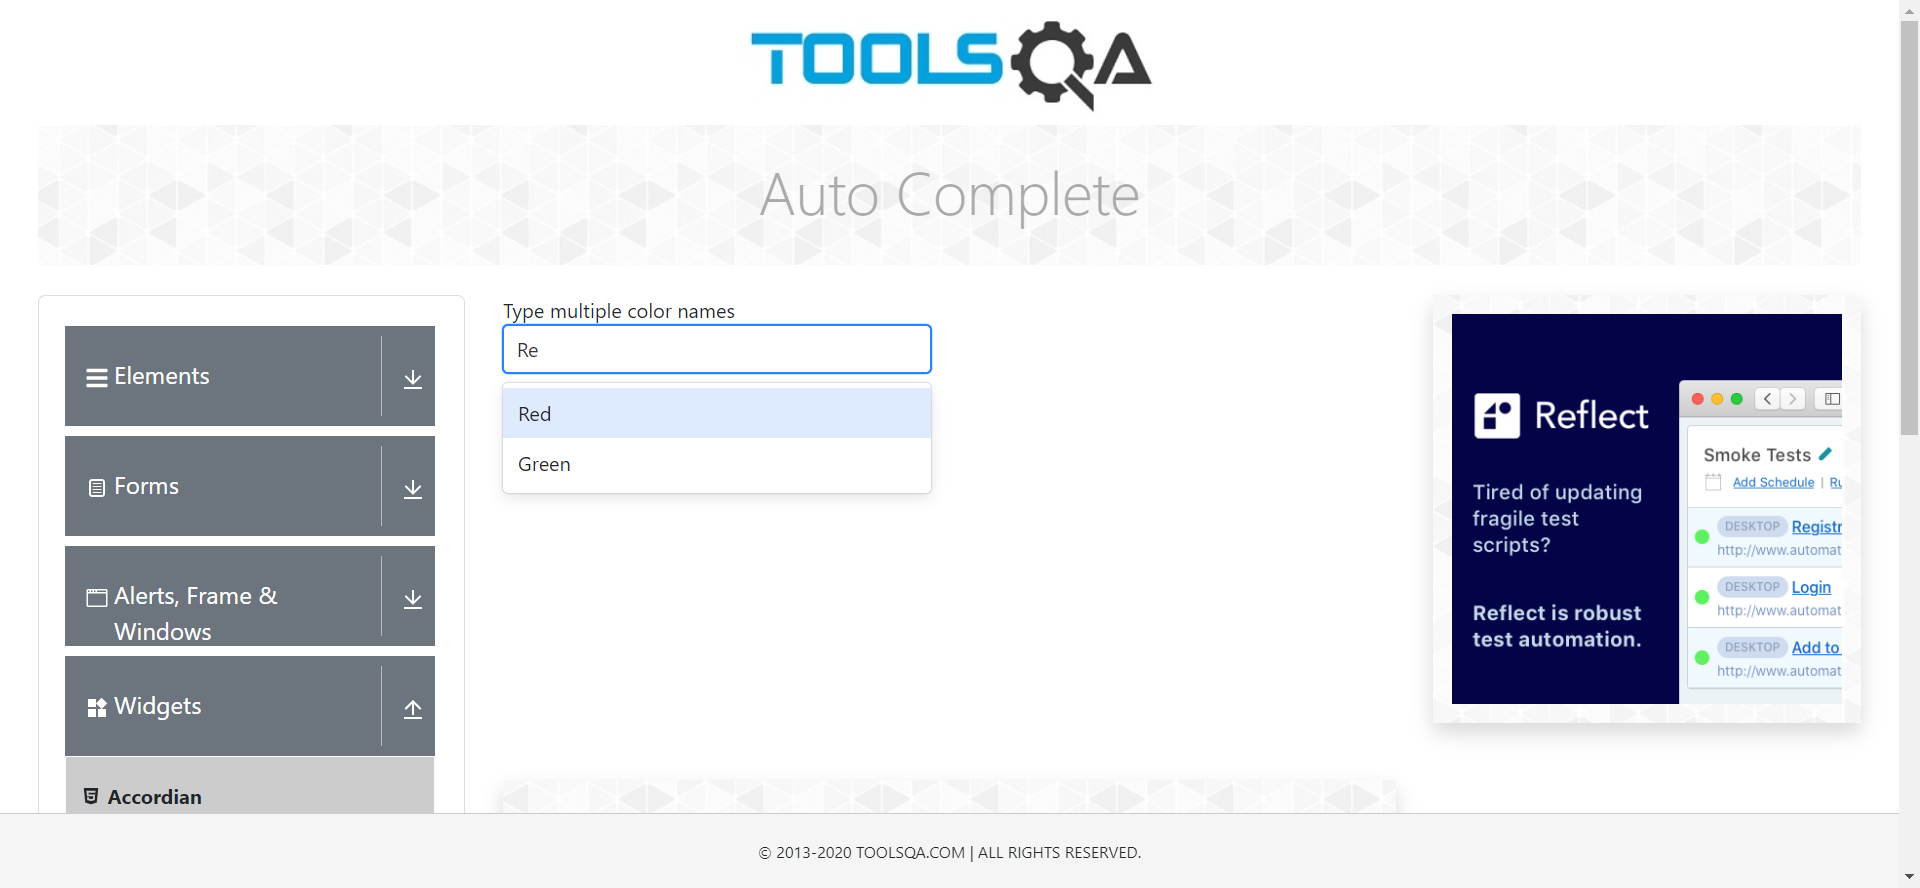 TOOLSQA
Auto Complete
Elements
Forms
Alerts, Frame &
Windows
Widgets
Accordian
Type multiple color names
Re
Red
Green
Reflect
Tired of updating
fragile test
scripts?
Reflect is robust
test automation.
Smoke Tests
Add Schedule | Ru
DESKTOP Registr
http://www.automat
DESKTOP Login
http://www.automat
DESKTOP Add to
http://www.automat
© 2013-2020 TOOLSQA.COM | ALL RIGHTS RESERVED.